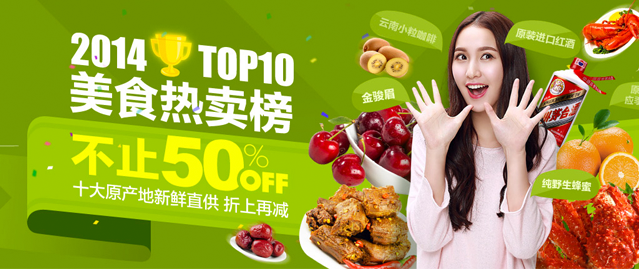 2014 TOP10
美食热卖榜
不止50%OFF
十大原产地新鲜直供 折上再减
云南小粒咖啡
金骏眉
原装进口红酒
纯野生蜂蜜